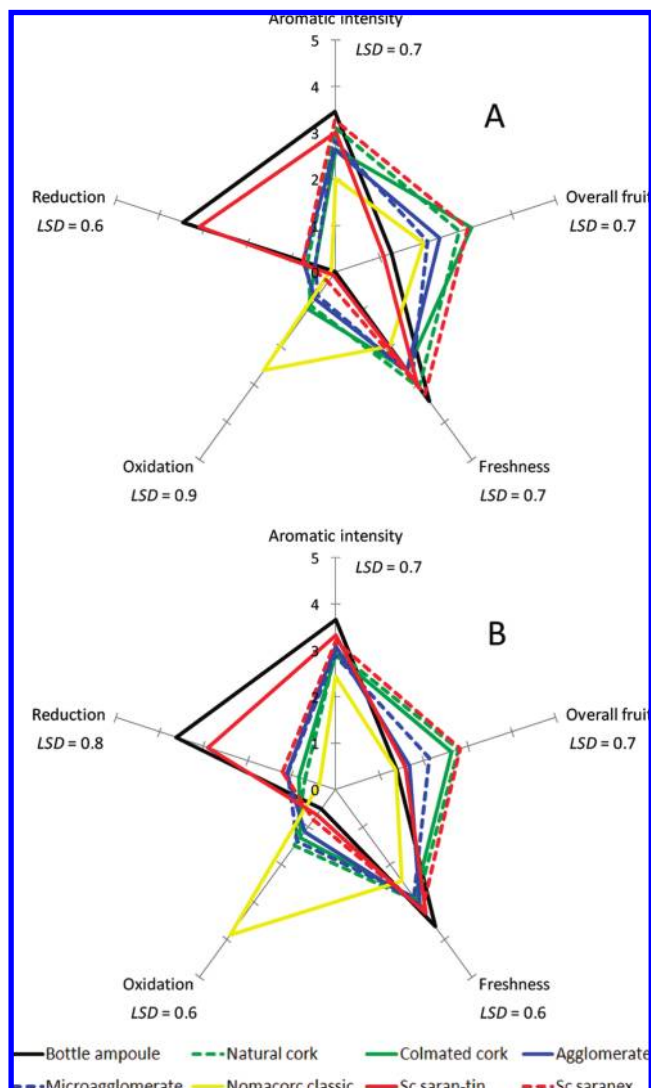 Aromatic intensity
LSD = 0.7
5
4
3
2
1
0
A
Reduction
LSD = 0.6
Overall fruit
LSD = 0.7
Oxidation
LSD = 0.9
Freshness
LSD = 0.7
Aromatic intensity
LSD = 0.7
5
4
3
2
1
0
B
Reduction
LSD = 0.8
Overall fruit
LSD = 0.7
Oxidation
LSD = 0.6
Freshness
LSD = 0.6
Bottle ampoule Natural cork Colmated cork Agglomerate
Microagglomerate Nomacorc classic Sc saran-tin Sc saranex